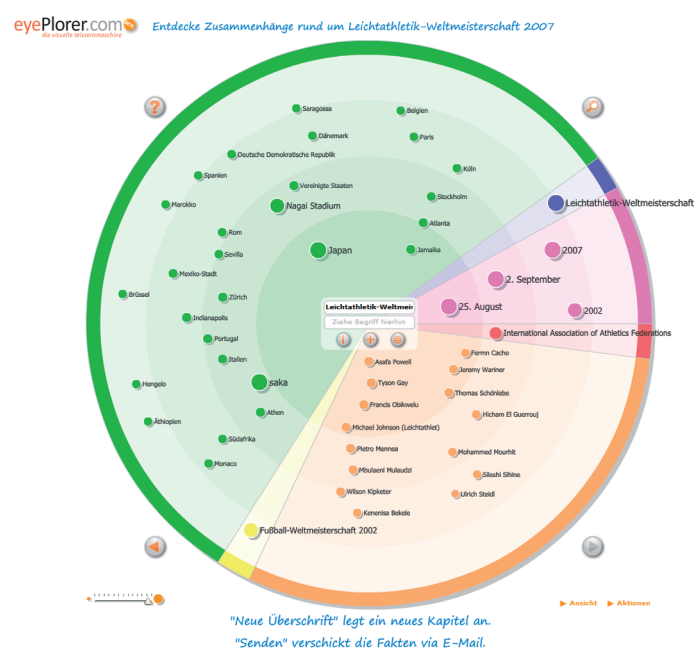 eyePlorer.com
die visuelle Wissensmaschine
Entdecke Zusammenhänge rund um Leichtathletik-Weltmeisterschaft 2007
?
Saragossa
Belgien
Dänemark
Paris
Deutsche Demokratische Republik
Köln
Spanien
Vereinigte Staaten
Stockholm
Marokko
Nagai Stadium
Leichtathletik-Weltmeisterschaft
Atlanta
Rom
Jamaika
Japan
2007
Sevilla
Mexiko-Stadt
2. September
Brüssel
Zürich
Leichtathletik-Weltmei
25. August
2002
Indianapolis
Ziehe Begriff hierhin
International Association of Athletics Federations
Portugal
i
Italien
Asafa Powell
Fermn Cacho
Jeremy Wariner
saka
Tyson Gay
Hengelo
Thomas Schönlebe
Athen
Francis Obikwelu
Hicham El Guerrouj
Äthiopien
Michael Johnson (Leichtathlet)
Südafrika
Pietro Mennea
Mohammed Mourhit
Monaco
Mbulaeni Mulaudzi
Sileshi Sihine
Wilson Kipketer
Ulrich Steidl
Kenenisa Bekele
Fußball-Weltmeisterschaft 2002
Ansicht
Aktionen
"Neue Überschrift" legt ein neues Kapitel an.
"Senden" verschickt die Fakten via E-Mail.